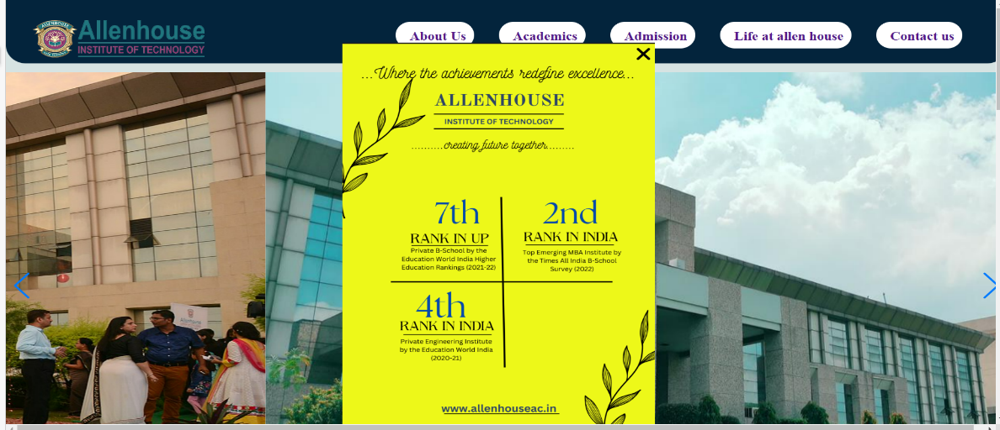 ALLENHOUSE
Allenhouse
INSTITUTE OF TECHNOLOGY
About Us
Academics
Admission
Life at allen house
Contact us
...Where the achievements redefine excellence...
ALLENHOUSE
INSTITUTE OF TECHNOLOGY
..........creating future together.........
7th
RANK IN UP
Private B-School by the
Education World India Higher
Education Rankings (2021-22)
2nd
RANK IN INDIA
Top Emerging MBA Institute by
the Times All India B-School
Survey (2022)
4th
RANK IN INDIA
Private Engineering Institute
by the Education World India
(2020-21)
www.allenhouseac.in
Allenhouse